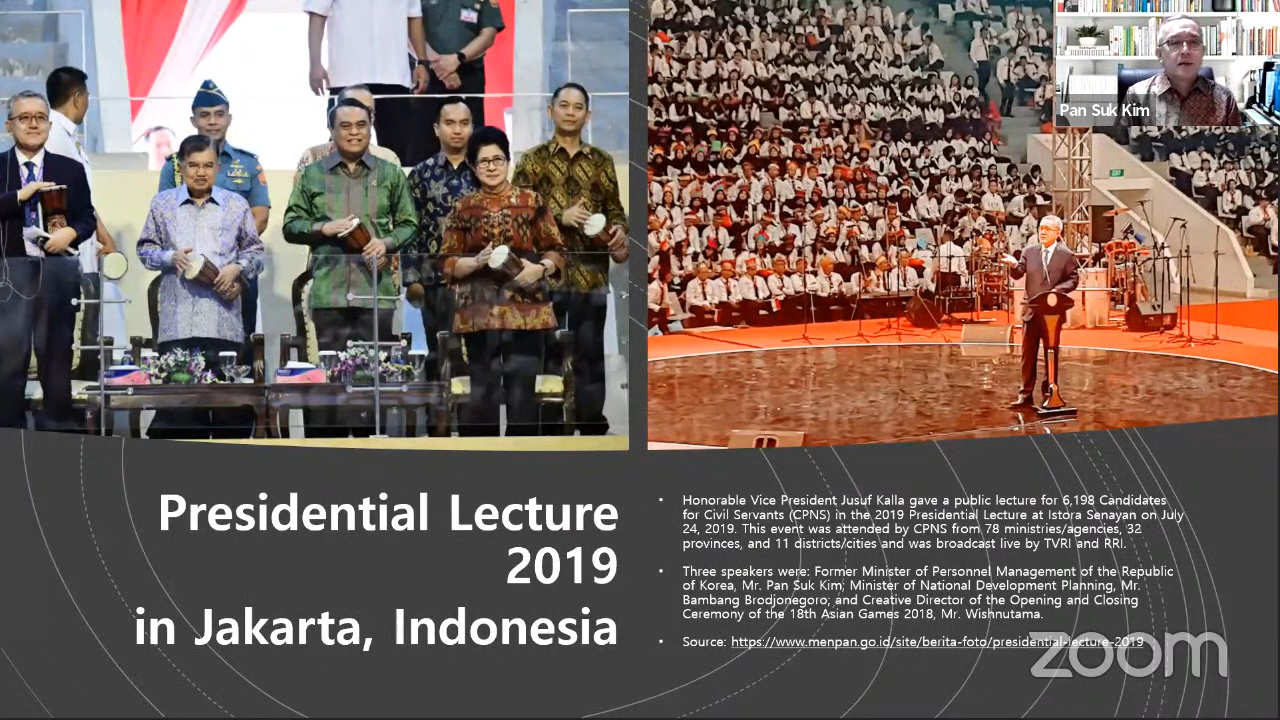 Pan Suk Kim
Presidential Lecture
2019
in Jakarta, Indonesia
• Honorable Vice President Jusuf Kalla gave a public lecture for 6,198 Candidates
for Civil Servants (CPNS) in the 2019 Presidential Lecture at Istora Senayan on July
24, 2019. This event was attended by CPNS from 78 ministries/agencies, 32
provinces, and 11 districts/cities and was broadcast live by TVRI and RRI.
• Three speakers were: Former Minister of Personnel Management of the Republic
of Korea, Mr. Pan Suk Kim; Minister of National Development Planning, Mr.
Bambang Brodjonegoro; and Creative Director of the Opening and Closing
Ceremony of the 18th Asian Games 2018, Mr. Wishnutama.
• Source: https://www.menpan.go.id/site/berita-foto/presidential-lecture-2019
zoom